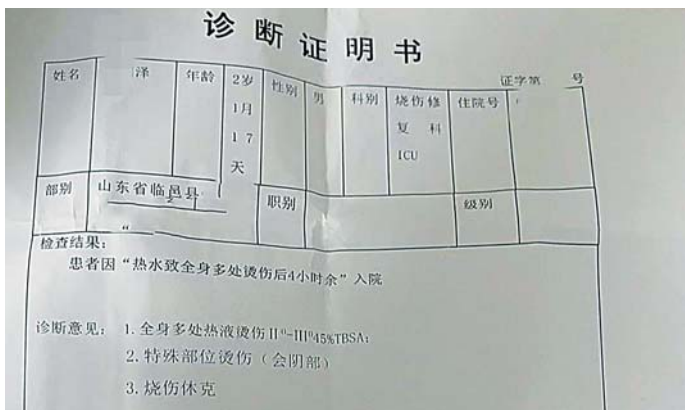 诊断证明书
证字第 号
姓名 泽 年龄 2岁1月17天 性别 男 科别 烧伤修复科ICU 住院号
部别 山东省临邑县 职别 级别
检查结果：
患者因“热水致全身多处烫伤后4小时余”入院
诊断意见： 1.全身多处热液烫伤II°-III°45%TBSA；
2.特殊部位烫伤（会阴部）
3.烧伤休克